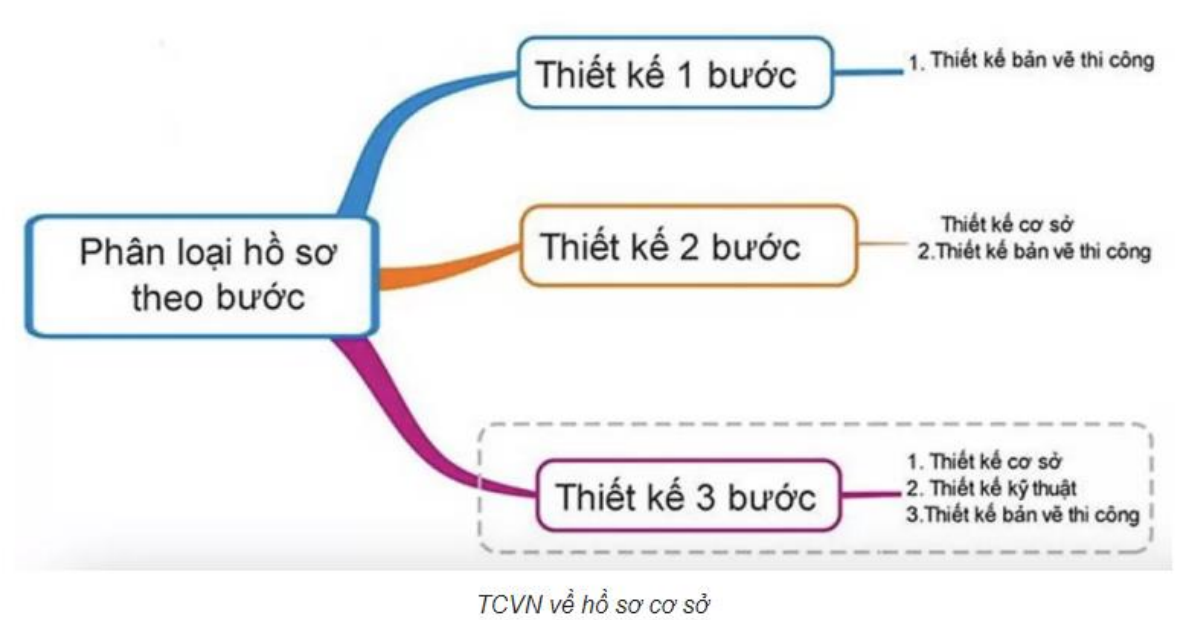 Thiết kế 1 bước
1. Thiết kế bản vẽ thi công
Phân loại hồ sơ
theo bước
Thiết kế 2 bước
Thiết kế cơ sở
2.Thiết kế bản vẽ thi công
Thiết kế 3 bước
1. Thiết kế cơ sở
2. Thiết kế kỹ thuật
3.Thiết kế bản vẽ thi công
TCVN về hồ sơ cơ sở